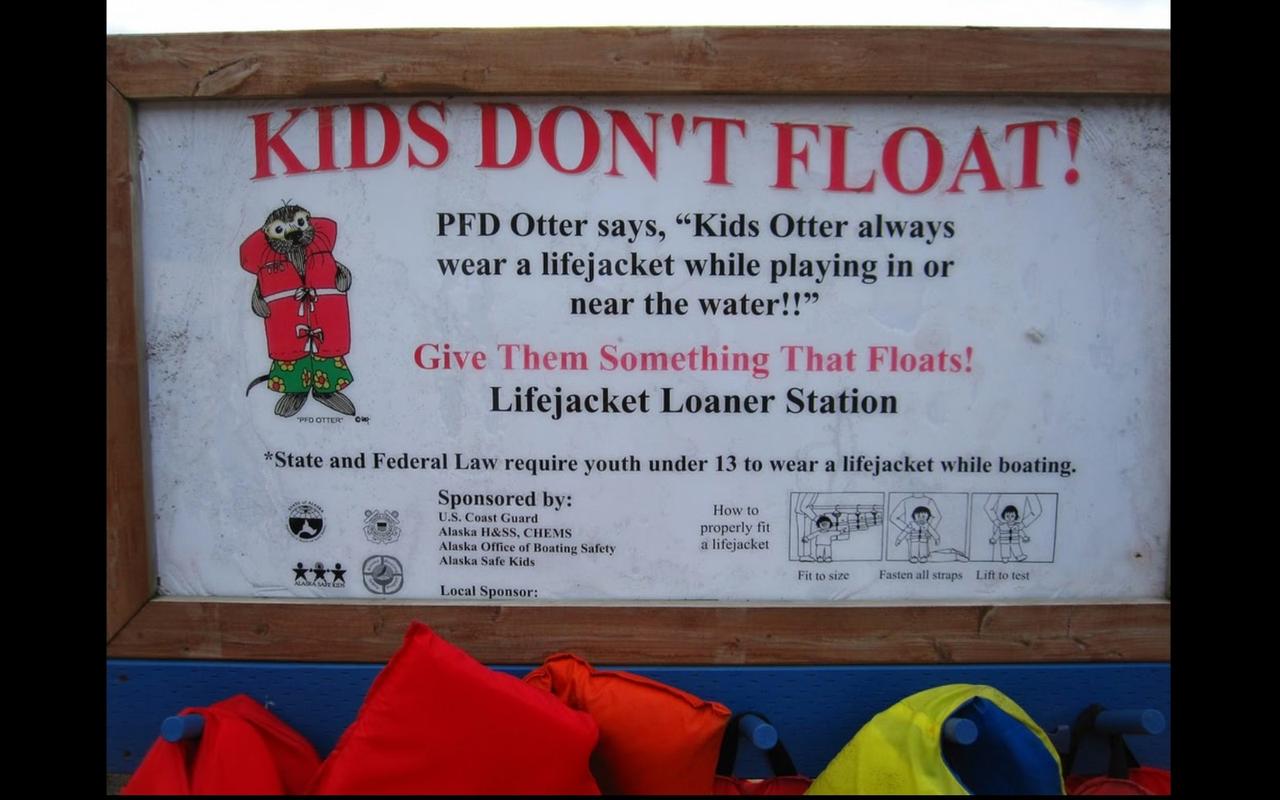 KIDS DON'T FLOAT!
PFD Otter says, “Kids Otter always
wear a lifejacket while playing in or
near the water!!”
Give Them Something That Floats!
Lifejacket Loaner Station
"PFD OTTER"
*State and Federal Law require youth under 13 to wear a lifejacket while boating.
Sponsored by:
U.S. Coast Guard
Alaska H&SS, CHEMS
Alaska Office of Boating Safety
Alaska Safe Kids
Local Sponsor:
ALASKA SAFE KIDS
How to
properly fit
a lifejacket
Fit to size
Fasten all straps
Lift to test